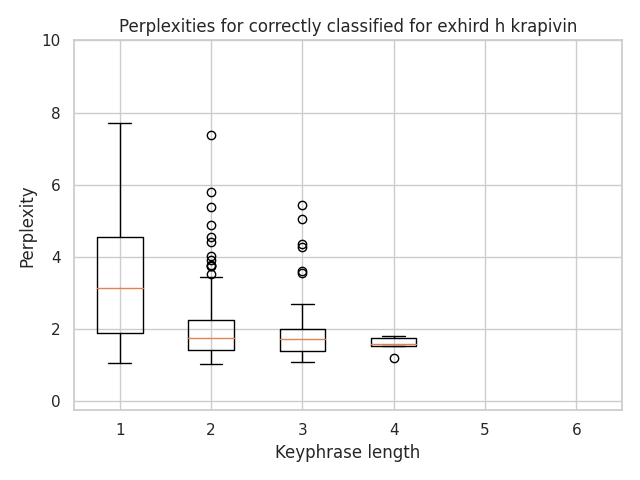 Perplexities for correctly classified for exhird h krapivin
10
8
6
4
2
0
Perplexity
1 2 3 4 5 6
Keyphrase length